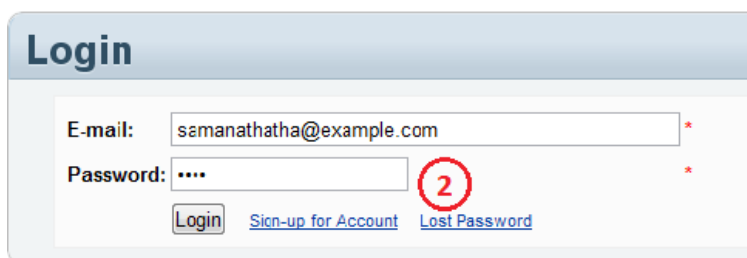 Login
E-mail: samanathatha@example.com *
Password: •••• 2 *
Login Sign-up for Account Lost Password